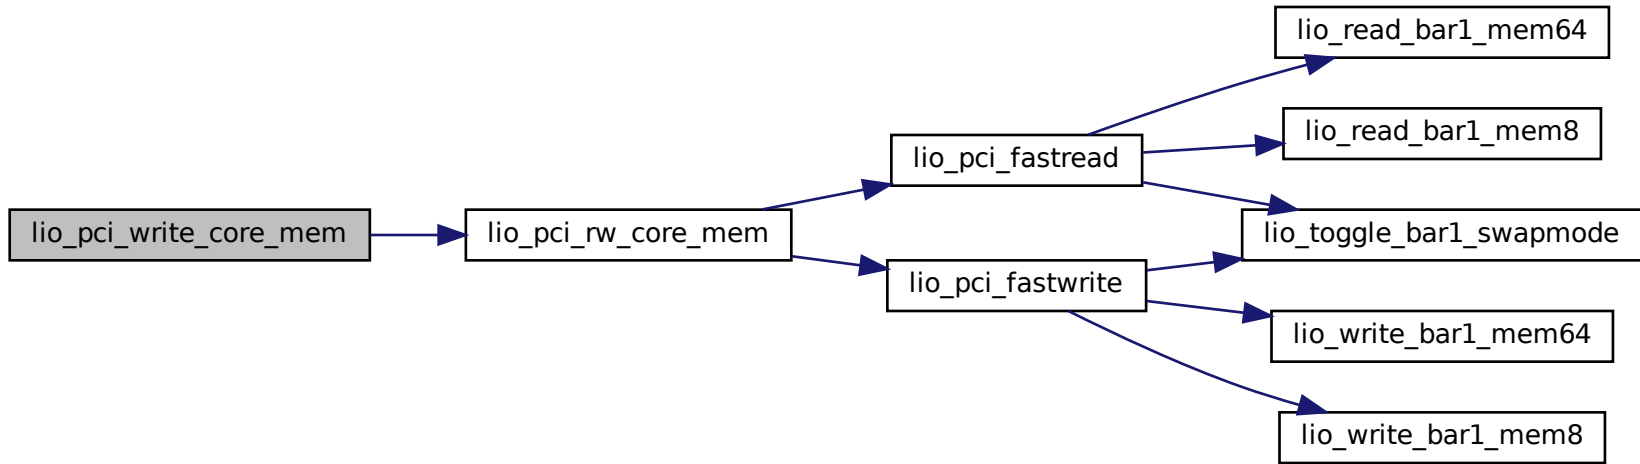 lio_pci_write_core_mem
lio_pci_rw_core_mem
lio_pci_fastread
lio_pci_fastwrite
lio_read_bar1_mem64
lio_read_bar1_mem8
lio_toggle_bar1_swapmode
lio_write_bar1_mem64
lio_write_bar1_mem8